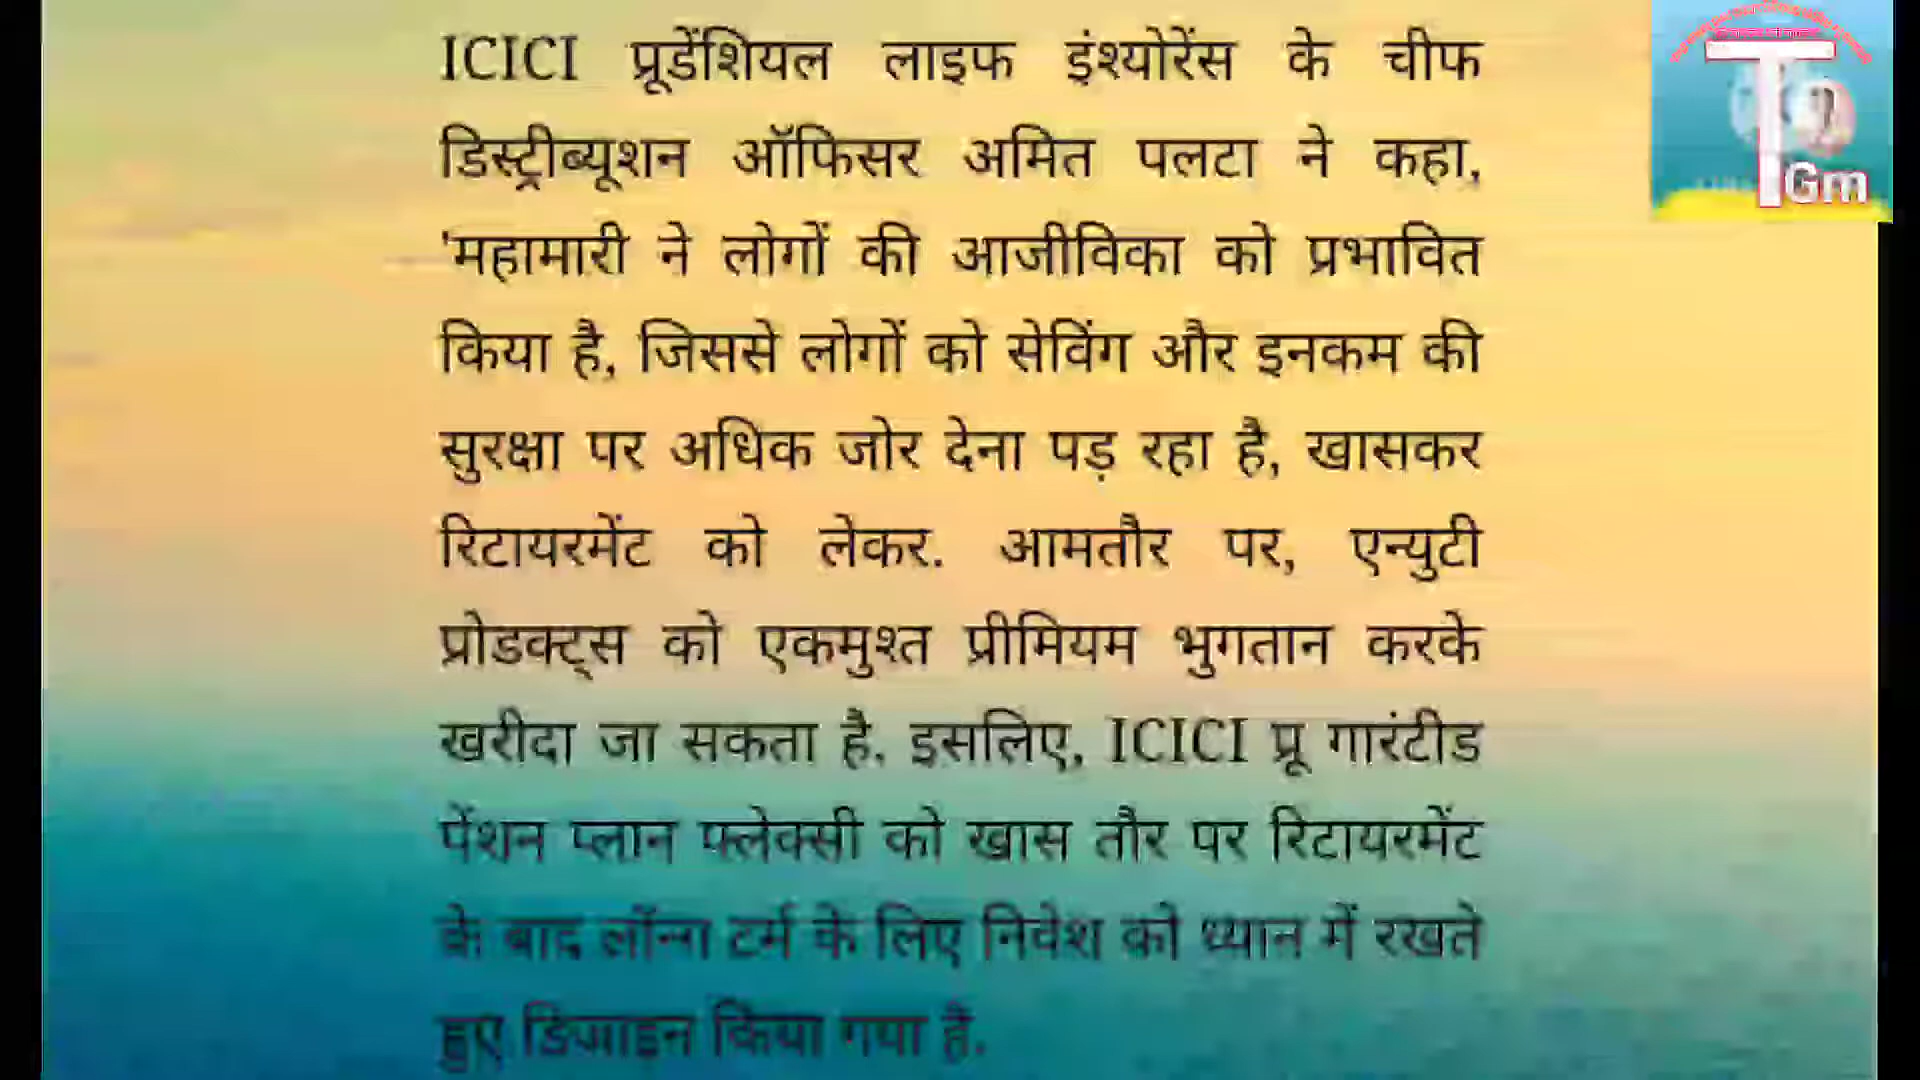 ICICI प्रूडेंशियल लाइफ इंश्योरेंस के चीफ
डिस्ट्रीब्यूशन ऑफिसर अमित पलटा ने कहा,
'महामारी ने लोगों की आजीविका को प्रभावित
किया है, जिससे लोगों को सेविंग और इनकम की
सुरक्षा पर अधिक जोर देना पड़ रहा है, खासकर
रिटायरमेंट को लेकर. आमतौर पर, एन्युटी
प्रोडक्ट्स को एकमुश्त प्रीमियम भुगतान करके
खरीदा जा सकता है. इसलिए, ICICI प्रू गारंटीड
पेंशन प्लान फ्लेक्सी को खास तौर पर रिटायरमेंट
के बाद लॉन्ग टर्म के लिए निवेश को ध्यान में रखते
हुए डिजाइन किया गया है.
T
Gm